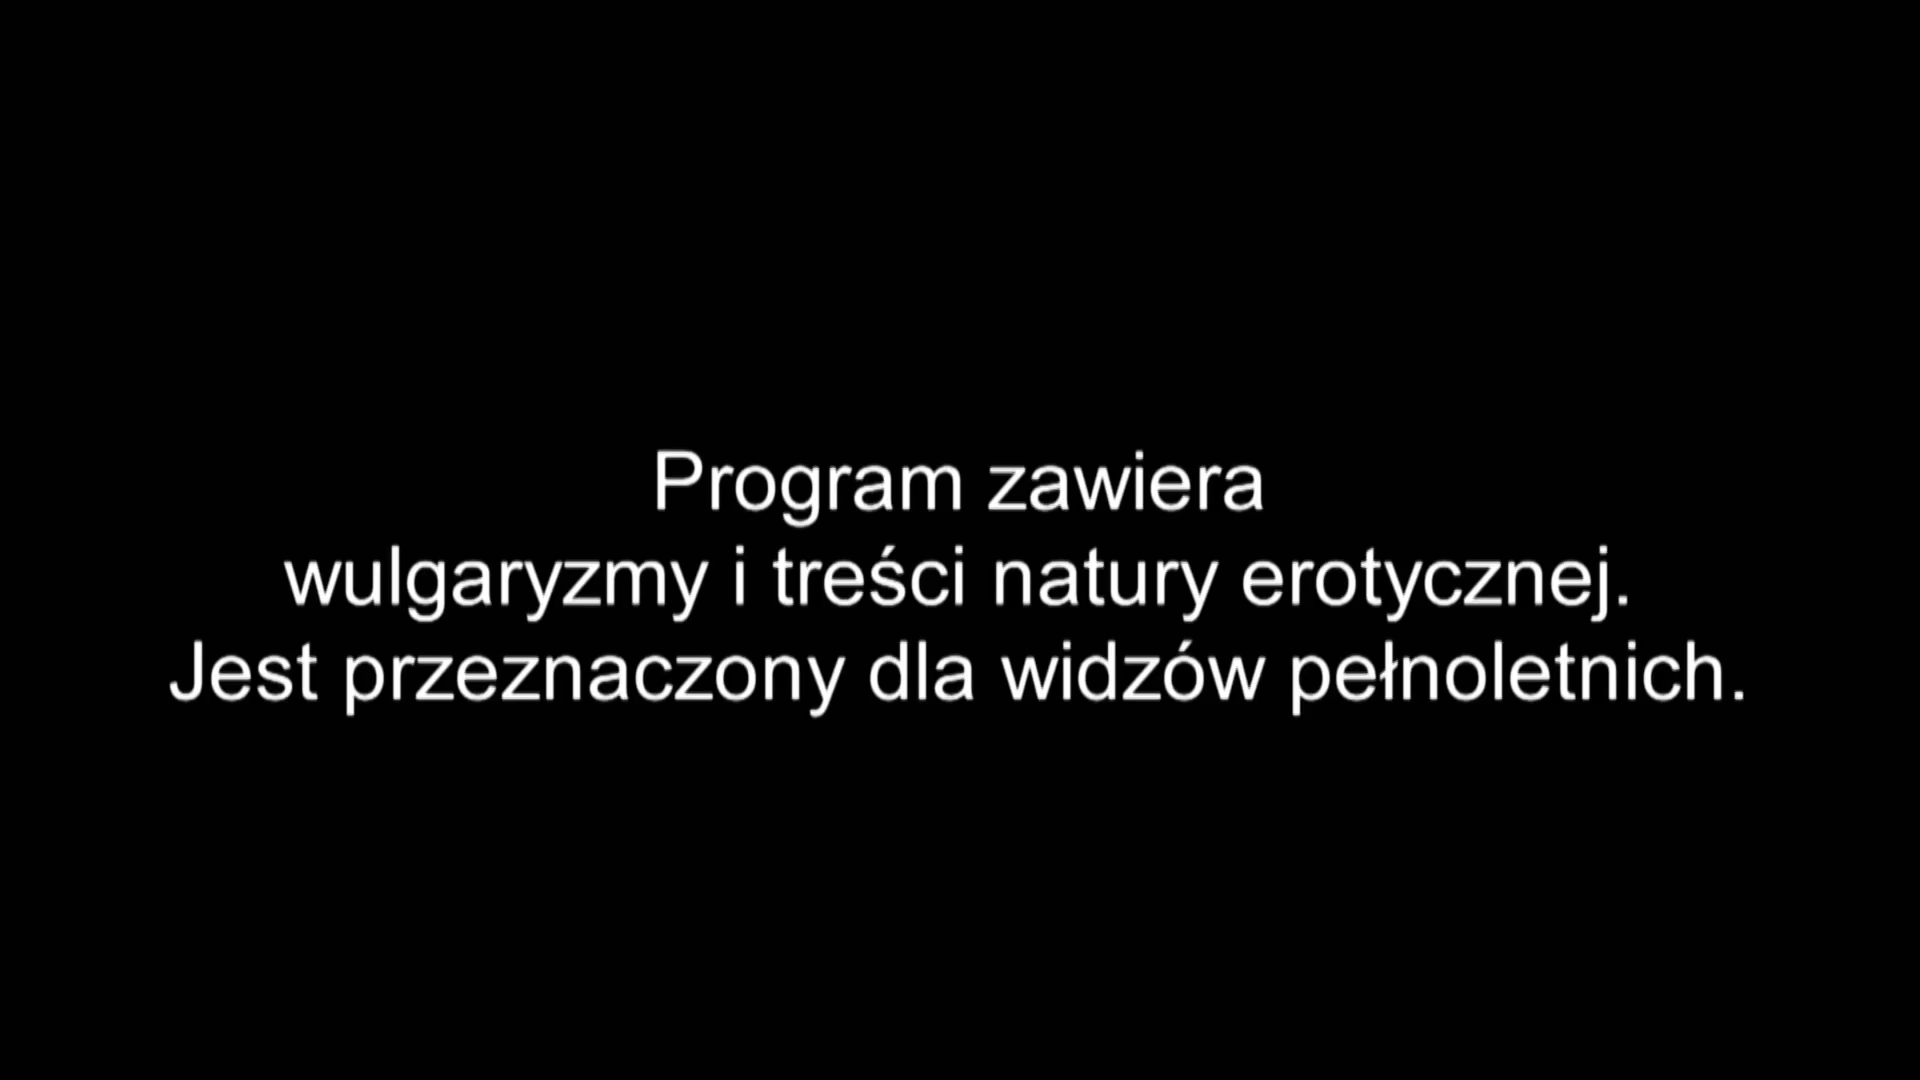 Program zawiera
wulgaryzmy i treści natury erotycznej.
Jest przeznaczony dla widzów pełnoletnich.